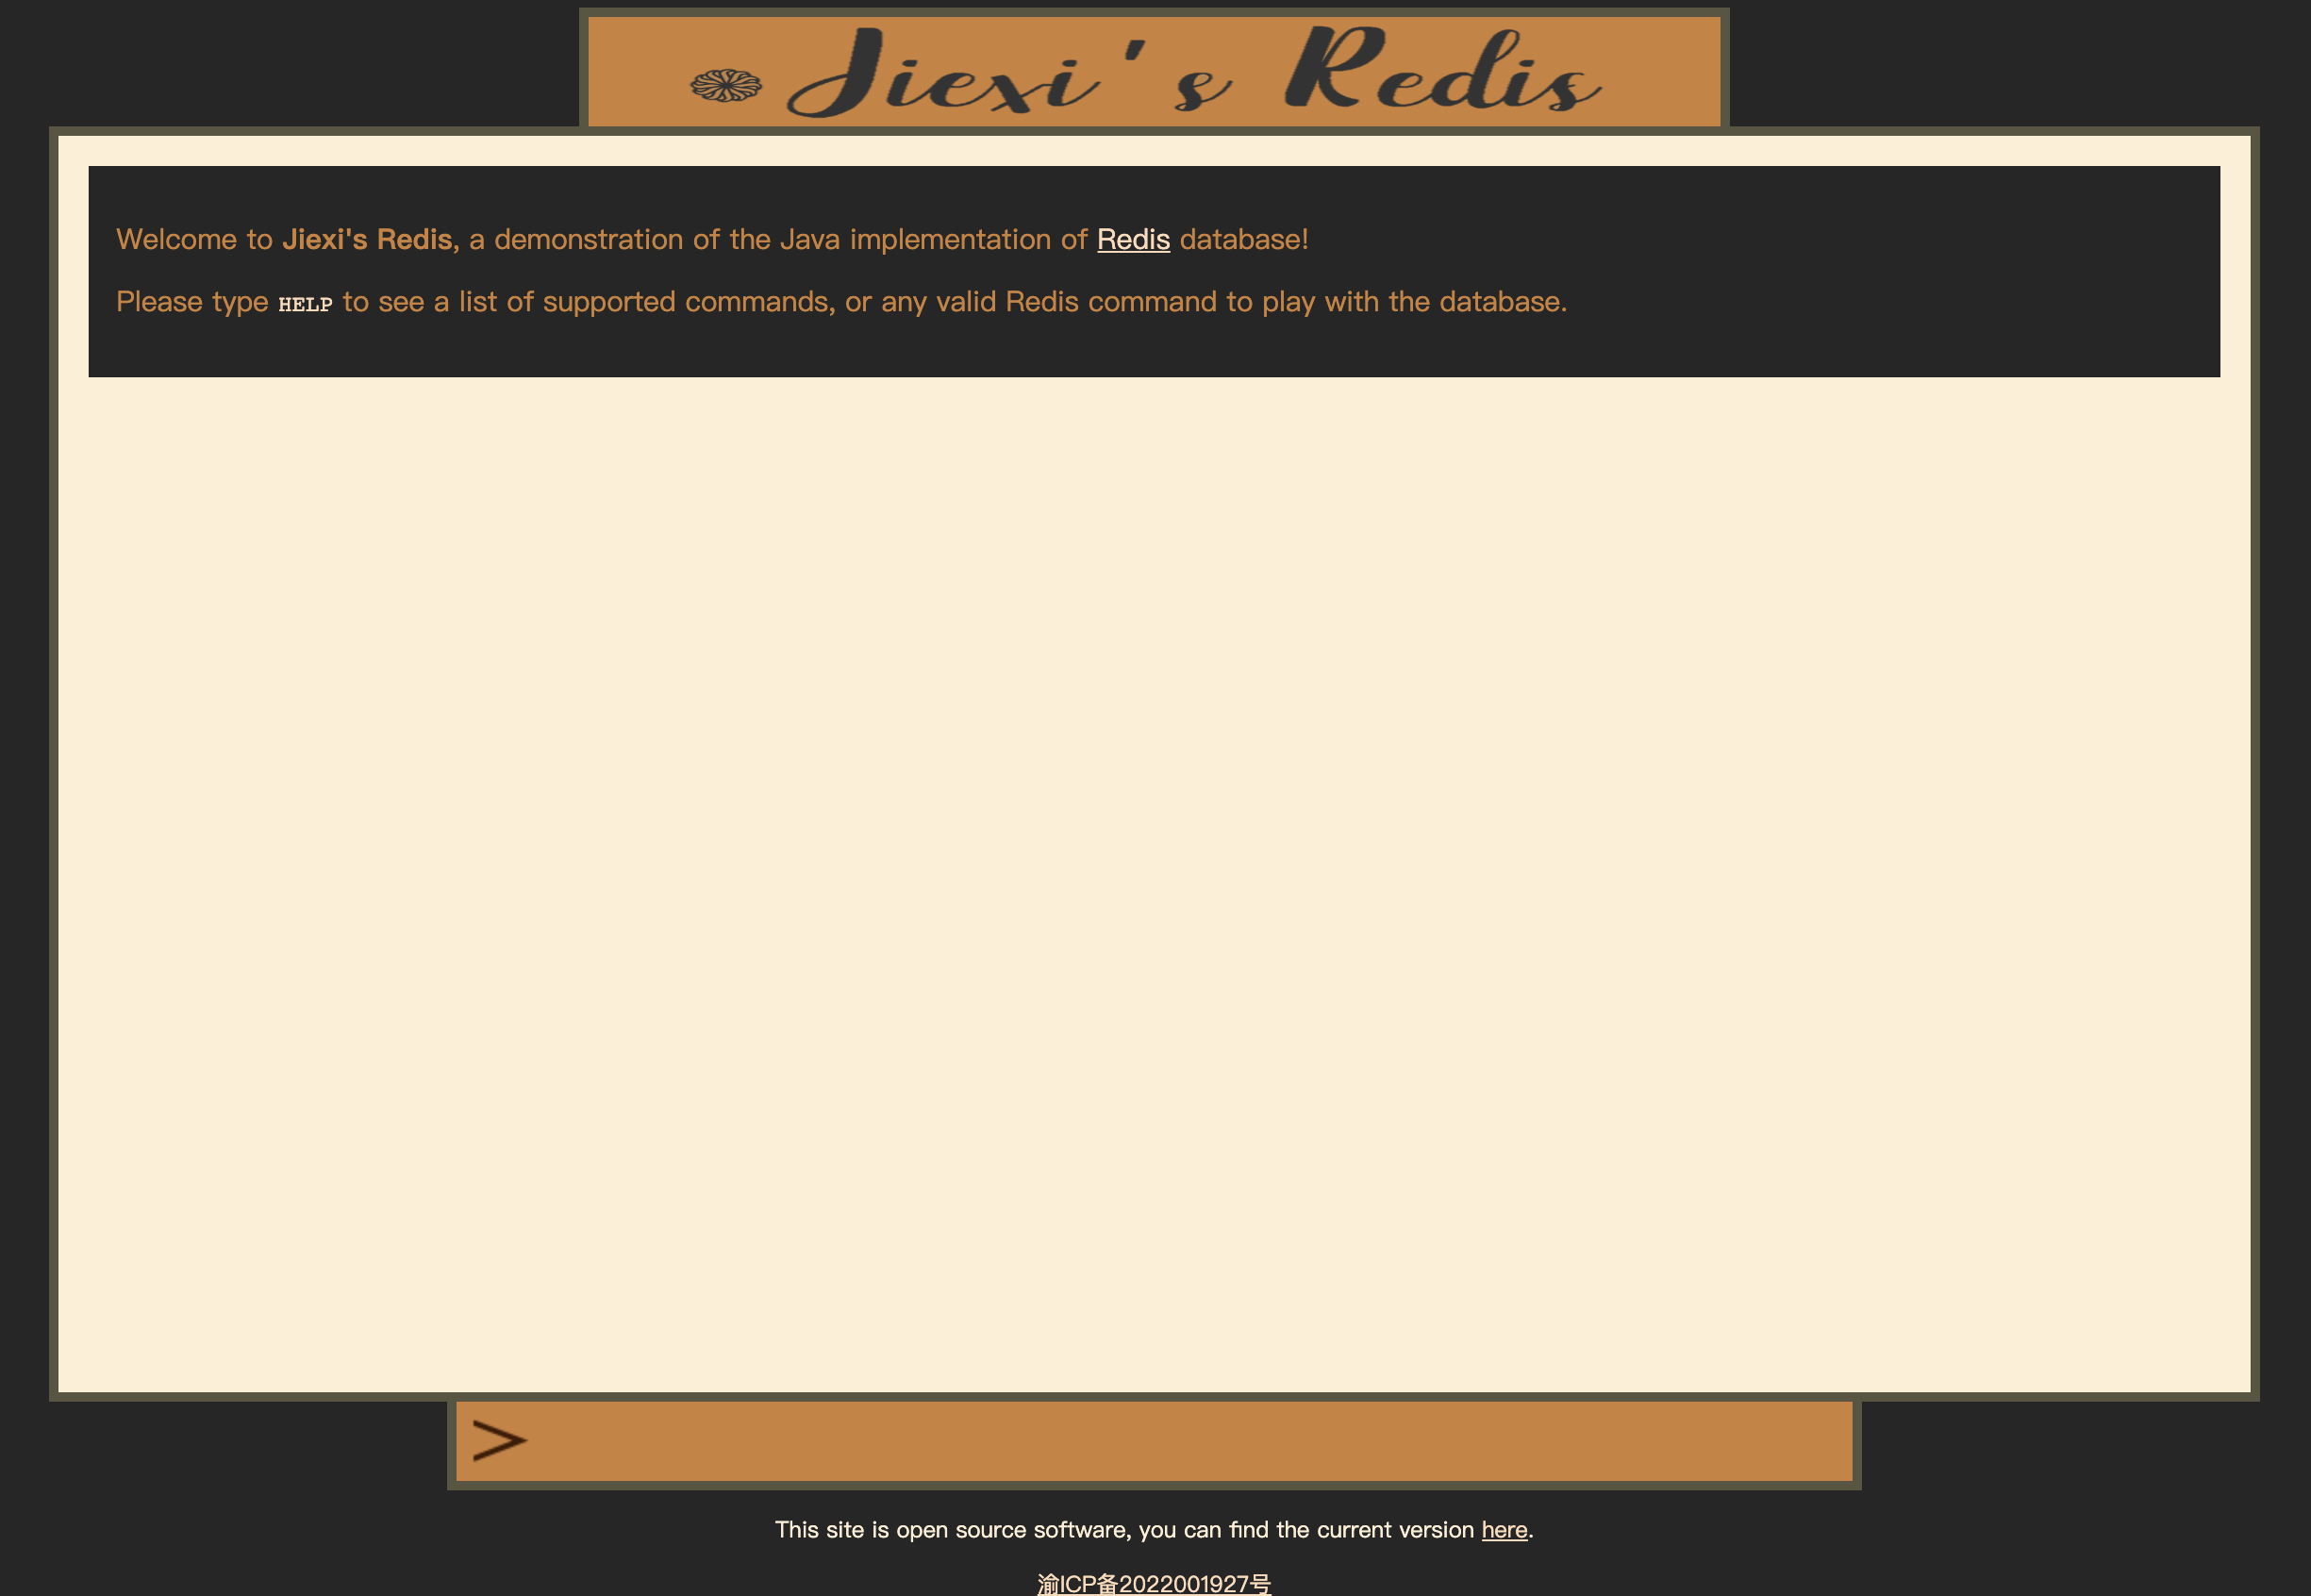 Jiexi's Redis
Welcome to Jiexi's Redis, a demonstration of the Java implementation of Redis database!
Please type HELP to see a list of supported commands, or any valid Redis command to play with the database.
>
This site is open source software, you can find the current version here.
渝ICP备2022001927号